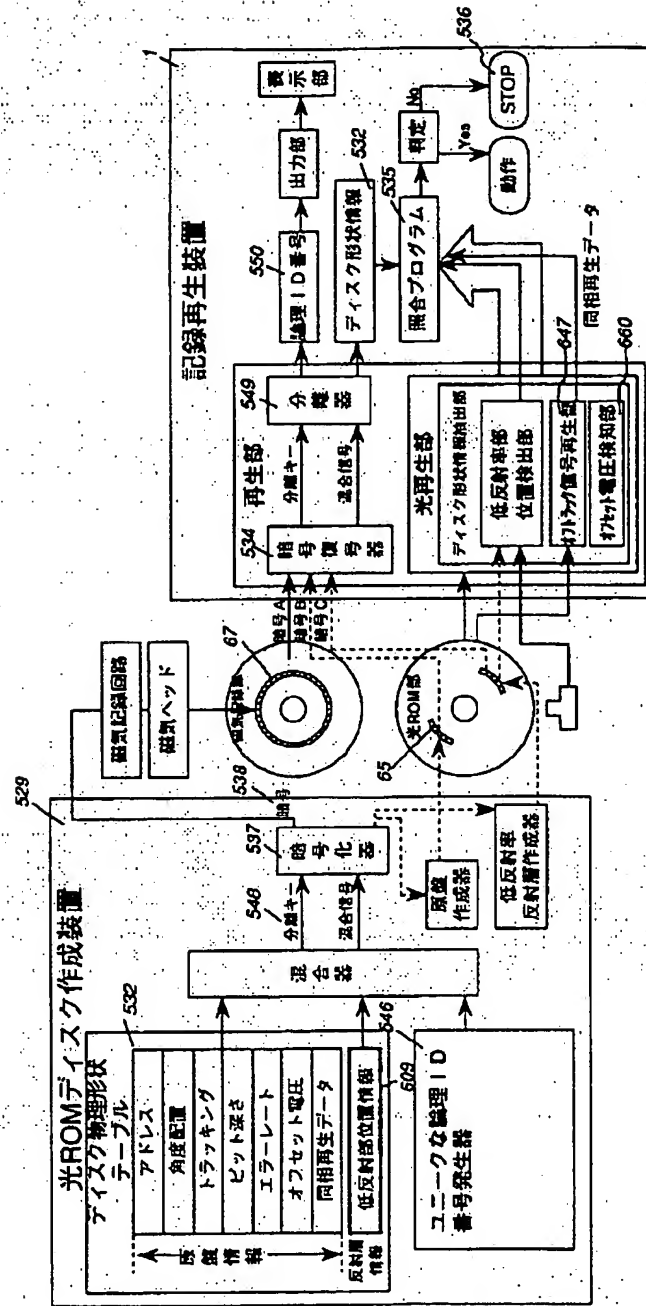 光ROMディスク作成装置
529
ディスク物理形状
テーブル
532
アドレス
角度配置
トラッキング
ピット深さ
エラーレート
オフセット電圧
同相再生データ
原盤情報
低反射部位置情報
反射層
情報
609
546
ユニークな論理ID
番号発生器
混合器
548
分離キー
混合信号
537
暗号化器
538
暗号
原盤
作成器
低反射率
反射層作成器
磁気記録回路
磁気ヘッド
磁気記録部
67
光ROM部
65
暗号A
暗号B
暗号C
1
記録再生装置
再生部
534
暗号復号器
分離キー
混合信号
549
分離器
550
論理ID番号
出力部
表示部
ディスク形状情報
532
照合プログラム
535
判定
No
Yes
STOP
536
動作
光再生部
ディスク形状情報抽出部
低反射率部
位置検出部
オフトラック信号再生部
647
オフセット電圧検知部
660
同相再生データ